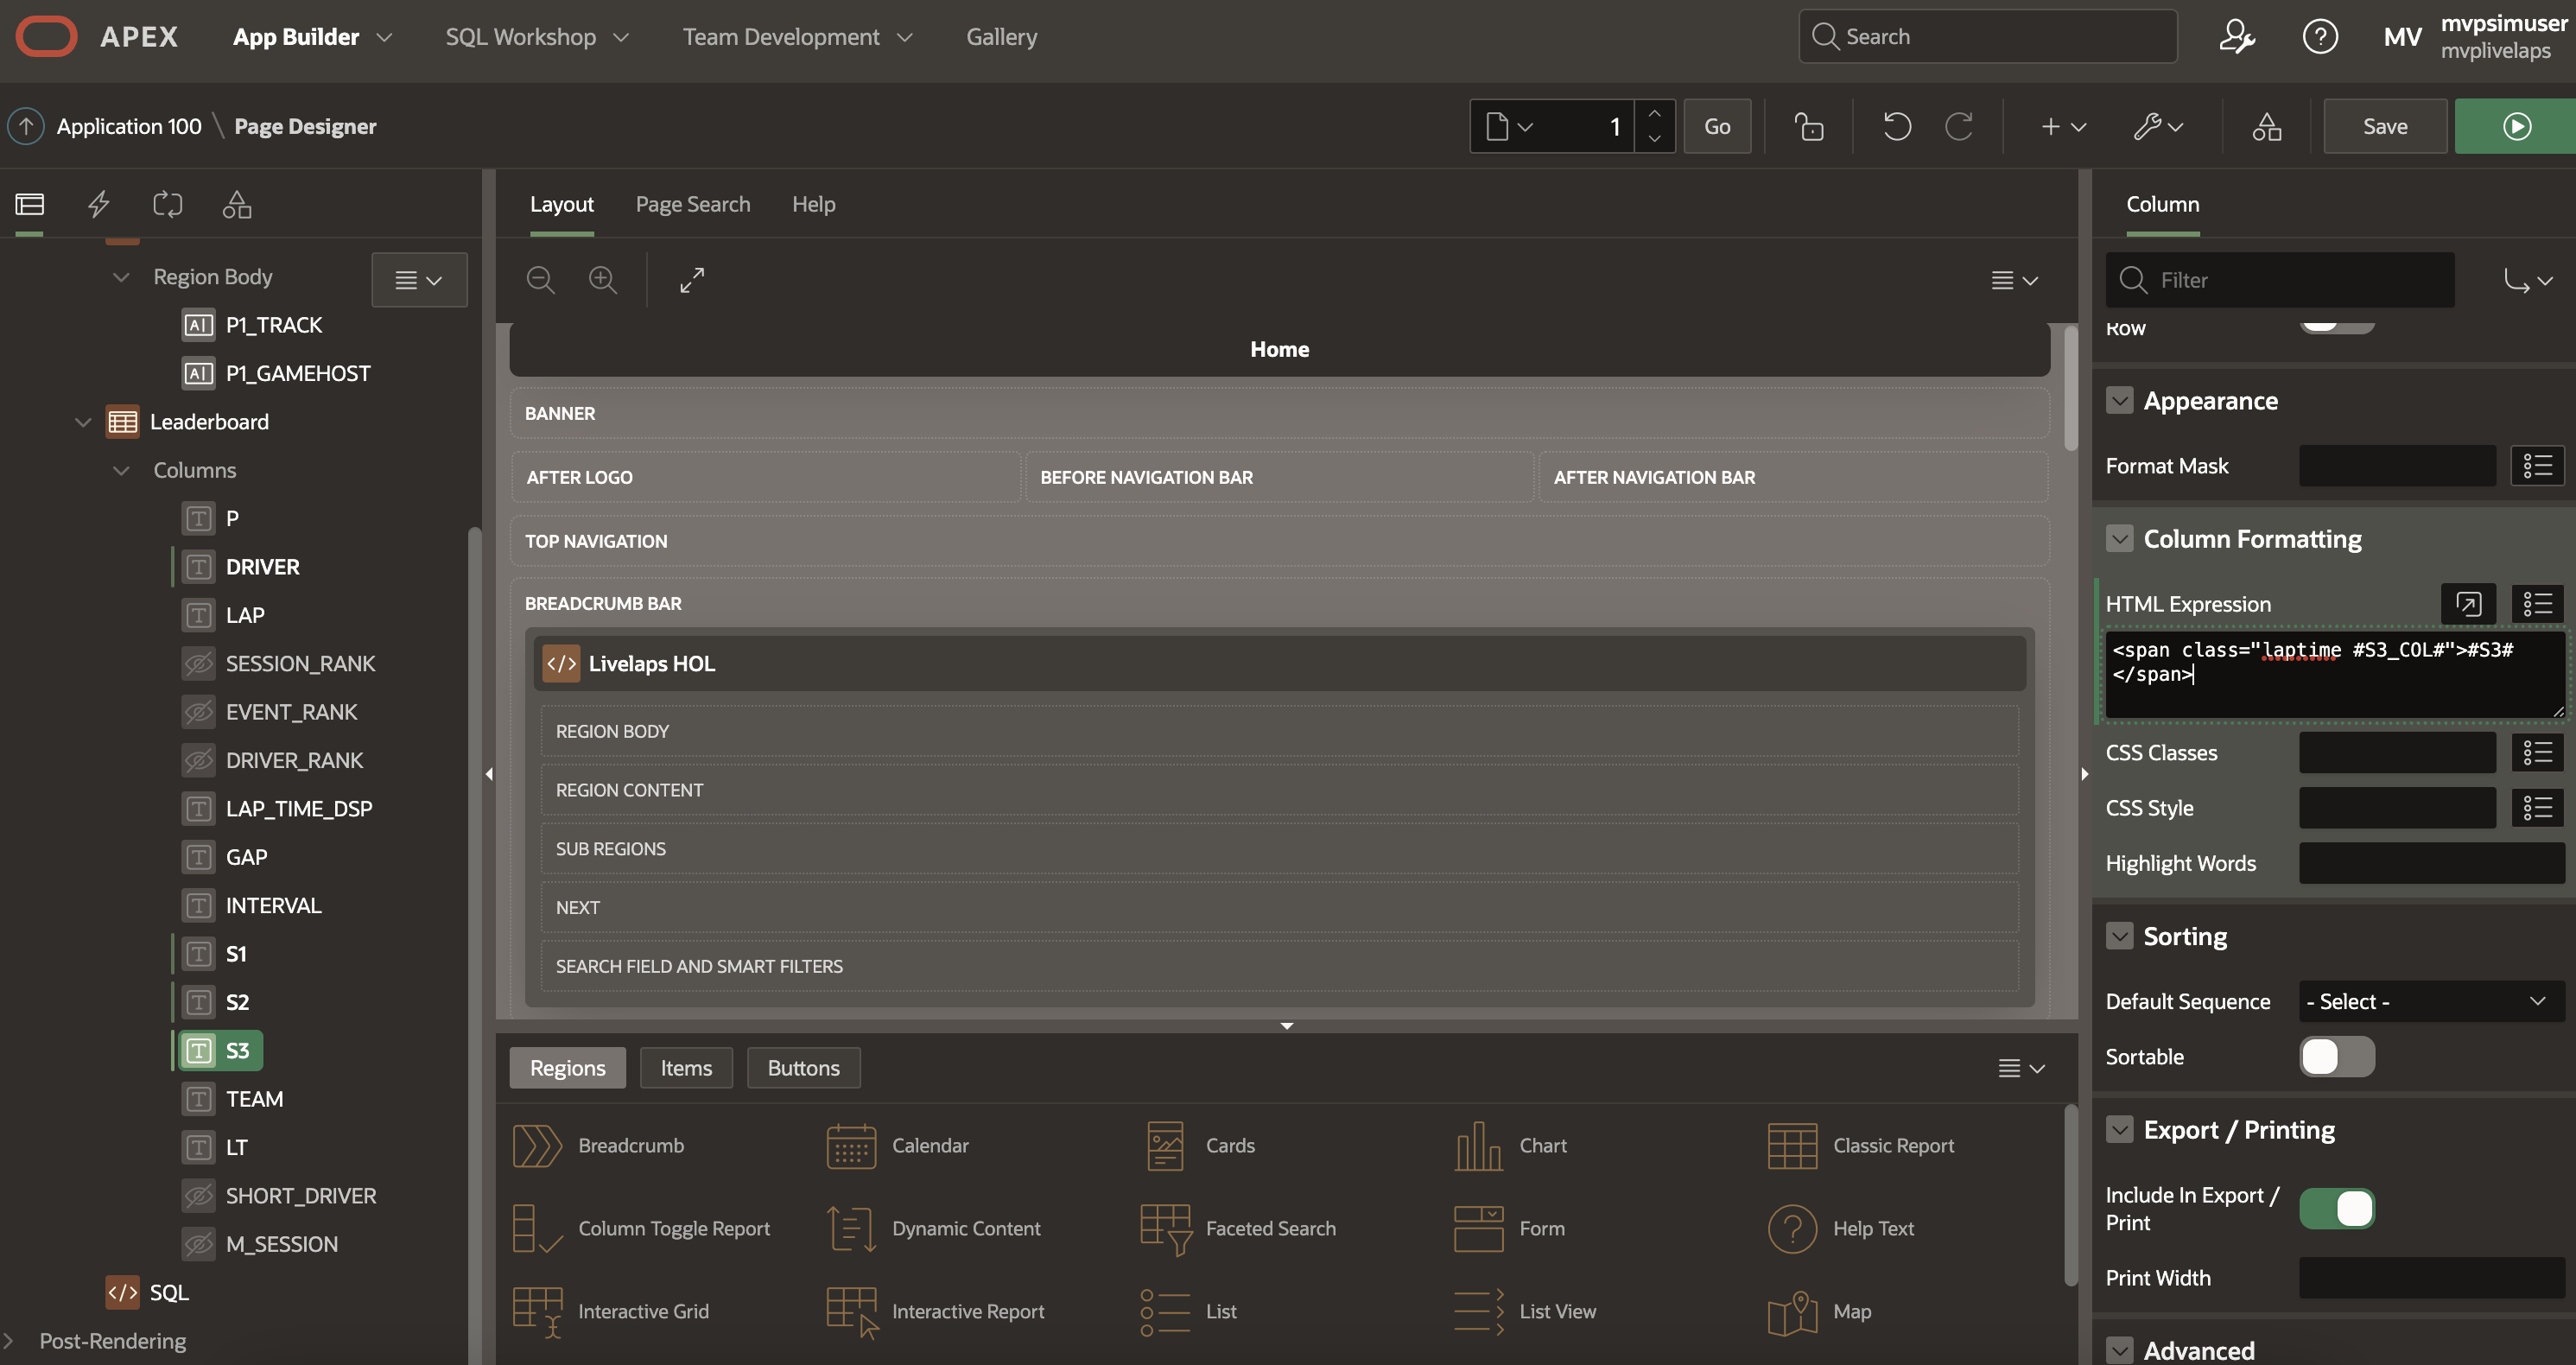 APEX App Builder SQL Workshop Team Development Gallery Search MV mvpsimuser
mvplivelaps
Application 100 \ Page Designer 1 Go Save
Layout Page Search Help
Column
Region Body
P1_TRACK
P1_GAMEHOST
Leaderboard
Columns
P
DRIVER
LAP
SESSION_RANK
EVENT_RANK
DRIVER_RANK
LAP_TIME_DSP
GAP
INTERVAL
S1
S2
S3
TEAM
LT
SHORT_DRIVER
M_SESSION
SQL
Post-Rendering
Home
BANNER
AFTER LOGO BEFORE NAVIGATION BAR AFTER NAVIGATION BAR
TOP NAVIGATION
BREADCRUMB BAR
Livelaps HOL
REGION BODY
REGION CONTENT
SUB REGIONS
NEXT
SEARCH FIELD AND SMART FILTERS
Regions Items Buttons
Breadcrumb Calendar Cards Chart Classic Report
Column Toggle Report Dynamic Content Faceted Search Form Help Text
Interactive Grid Interactive Report List List View Map
Filter
Row
Appearance
Format Mask
Column Formatting
HTML Expression
<span class="laptime #S3_COL#">#S3#
</span>
CSS Classes
CSS Style
Highlight Words
Sorting
Default Sequence - Select -
Sortable
Export / Printing
Include In Export /
Print
Print Width
Advanced